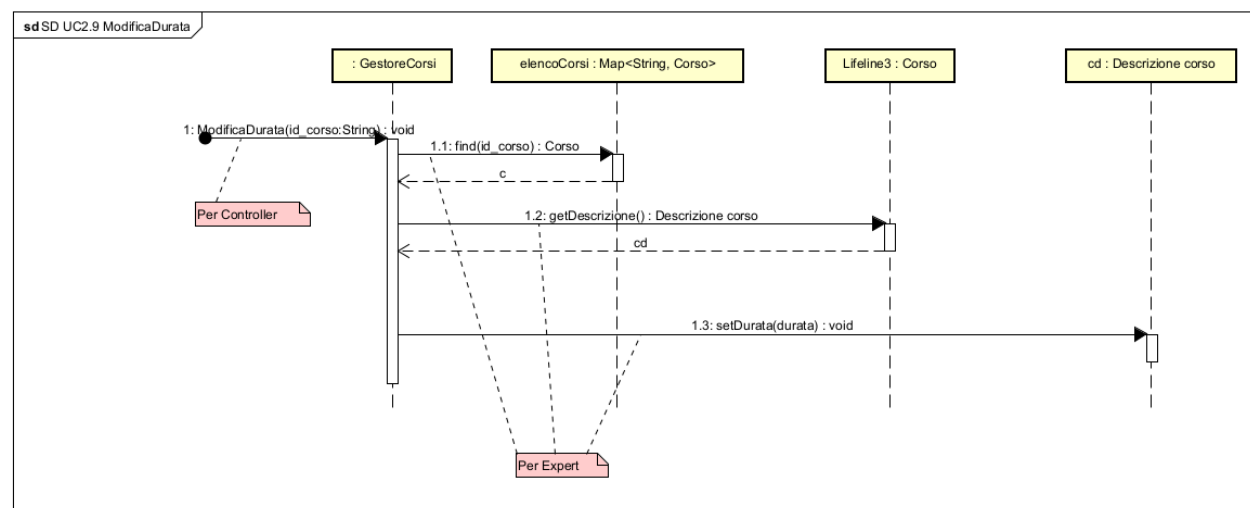 sd SD UC2.9 ModificaDurata
: GestoreCorsi
elencoCorsi : Map<String, Corso>
Lifeline3 : Corso
cd : Descrizione corso
1: ModificaDurata(id_corso:String) : void
1.1: find(id_corso) : Corso
c
Per Controller
1.2: getDescrizione() : Descrizione corso
cd
1.3: setDurata(durata) : void
Per Expert